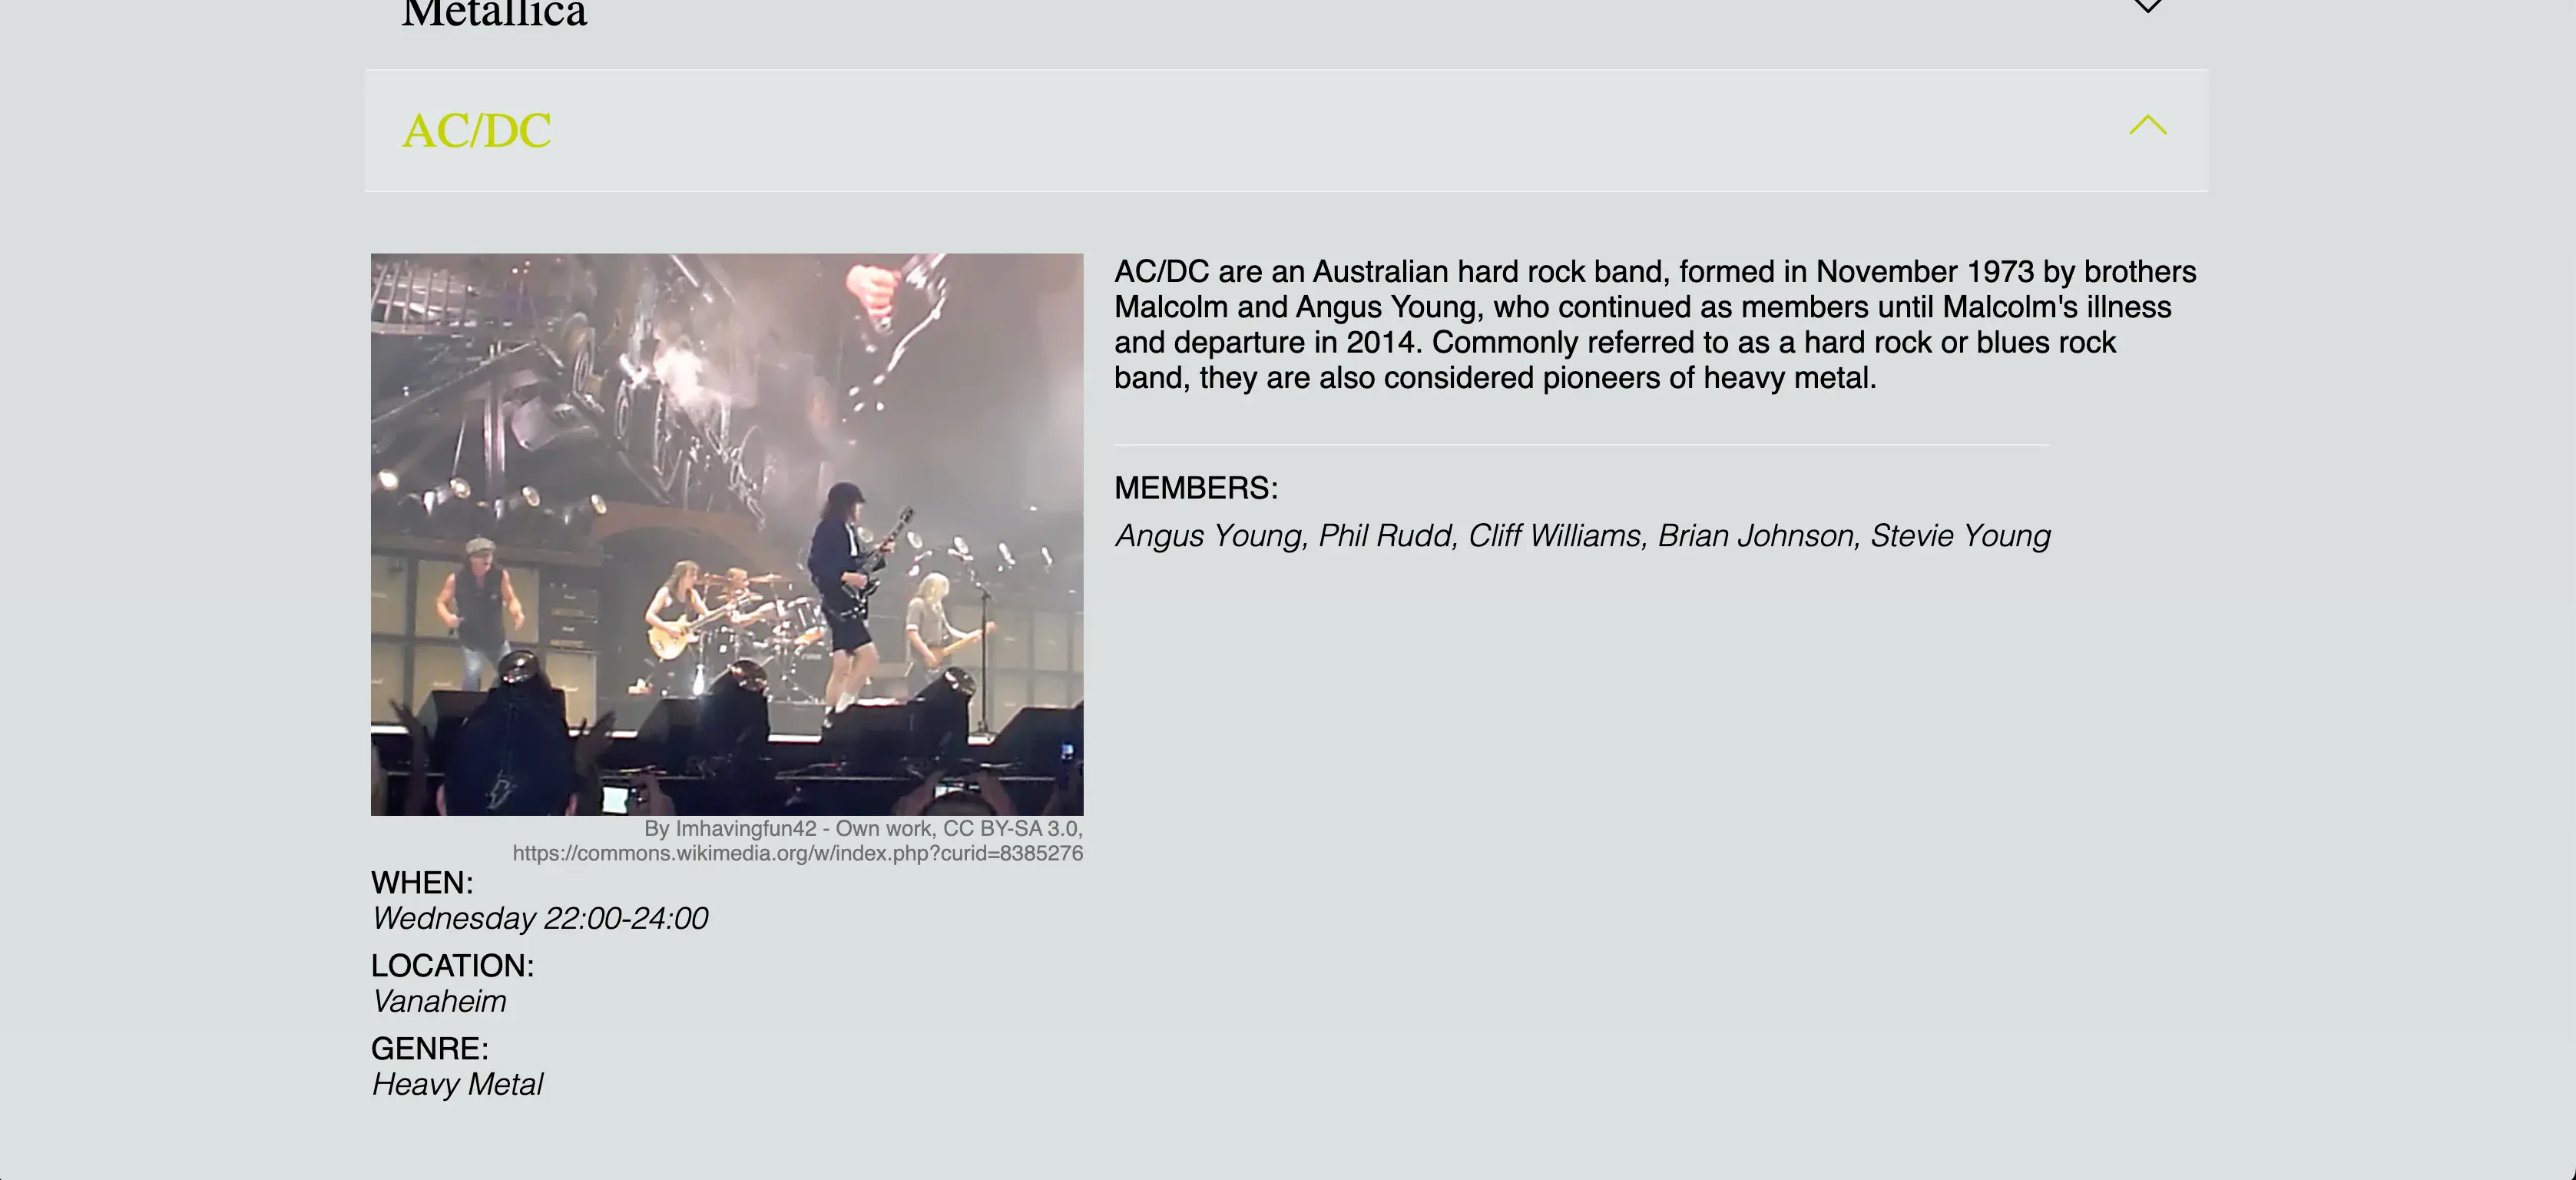 Metallica
AC/DC
AC/DC are an Australian hard rock band, formed in November 1973 by brothers
Malcolm and Angus Young, who continued as members until Malcolm's illness
and departure in 2014. Commonly referred to as a hard rock or blues rock
band, they are also considered pioneers of heavy metal.
MEMBERS:
Angus Young, Phil Rudd, Cliff Williams, Brian Johnson, Stevie Young
By Imhavingfun42 - Own work, CC BY-SA 3.0,
https://commons.wikimedia.org/w/index.php?curid=8385276
WHEN:
Wednesday 22:00-24:00
LOCATION:
Vanaheim
GENRE:
Heavy Metal